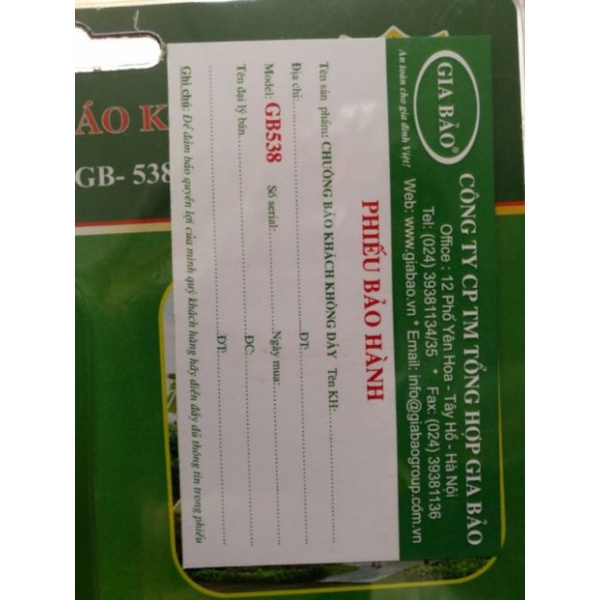 GIA BẢO®
An toàn cho gia đình Việt!
CÔNG TY CP TM TỔNG HỢP GIA BẢO
Office : 12 Phố Yên Hoa - Tây Hồ - Hà Nội
Tel: (024) 39381134/35 * Fax: (024) 39381136
Web: www.giabao.vn * Email: info@giabaogroup.com.vn
PHIẾU BẢO HÀNH
Tên sản phẩm: CHUÔNG BÁO KHÁCH KHÔNG DÂY Tên KH:
Địa chỉ: ĐT:
Model: GB538 Số serial: Ngày mua:
Tên đại lý bán: ĐC:
ĐT:
Ghi chú: Để đảm bảo quyền lợi của mình quý khách hàng hãy điền đầy đủ thông tin trong phiếu
ÁO K
GB- 538